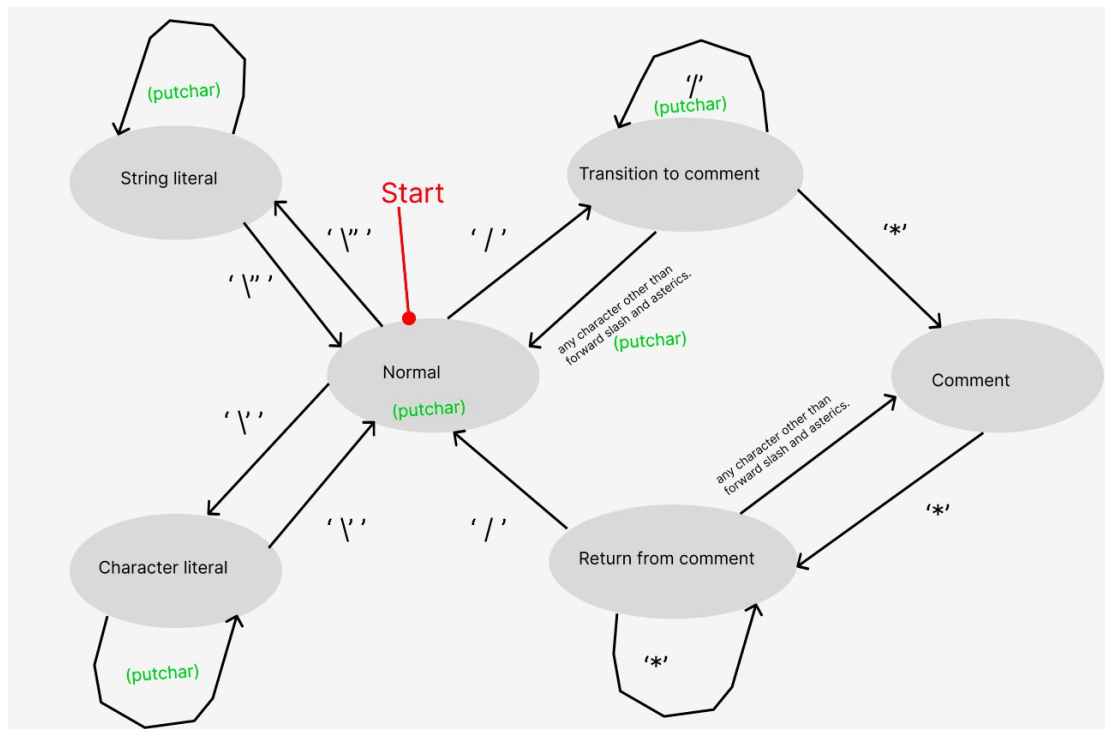 (putchar)
‘/’
(putchar)
String literal
Transition to comment
Start
‘ \” ’
‘ / ’
‘*’
‘ \” ’
any character other than
forward slash and asterics.
(putchar)
Normal
(putchar)
Comment
‘ \’ ’
any character other than
forward slash and asterics.
‘*’
‘ \’ ’
‘ / ’
Character literal
Return from comment
(putchar)
‘*’